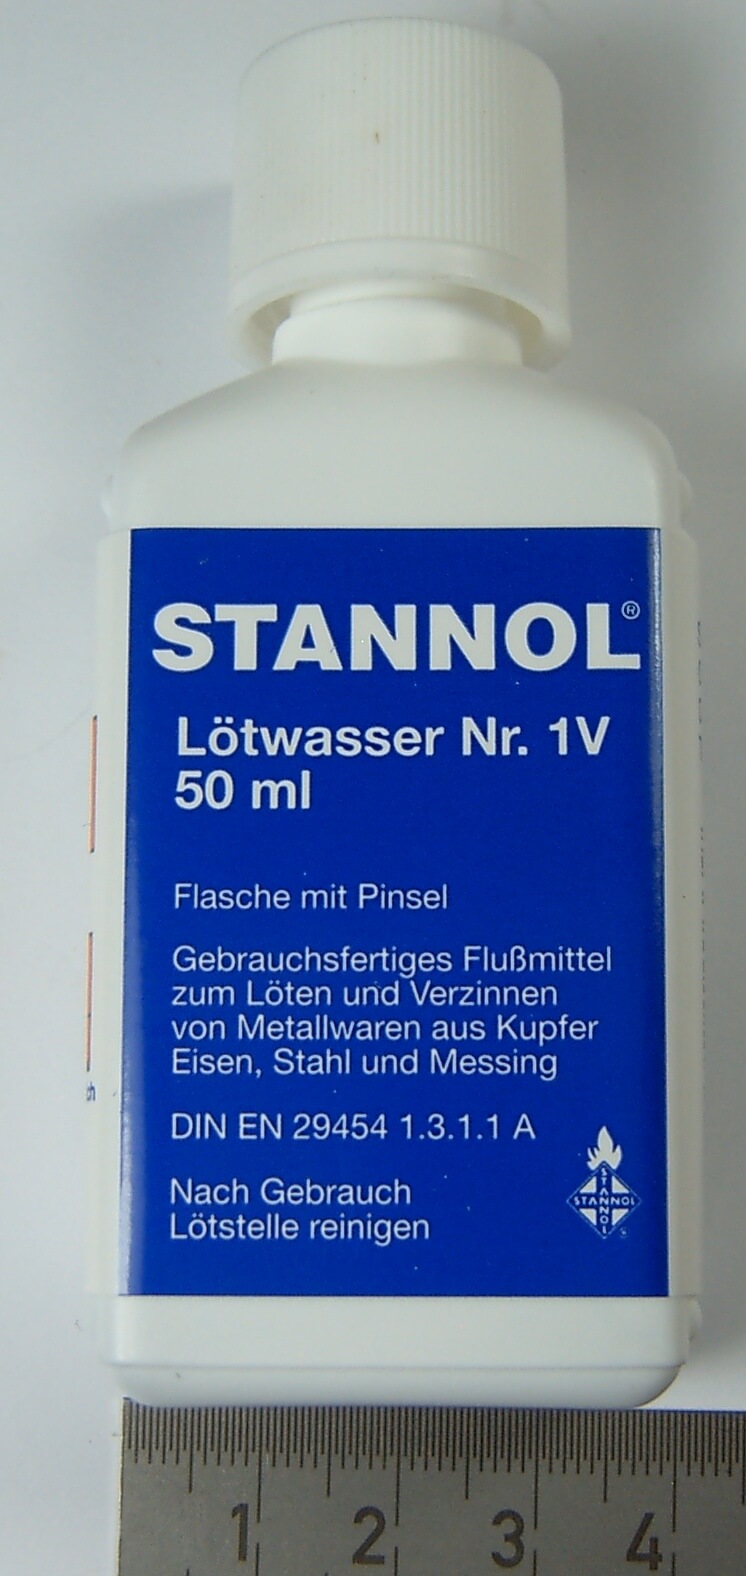 STANNOL®
Lötwasser Nr. 1V
50 ml
Flasche mit Pinsel
Gebrauchsfertiges Flußmittel
zum Löten und Verzinnen
von Metallwaren aus Kupfer
Eisen, Stahl und Messing
DIN EN 29454 1.3.1.1 A
Nach Gebrauch
Lötstelle reinigen
STANNOL
STANNOL
1 2 3 4